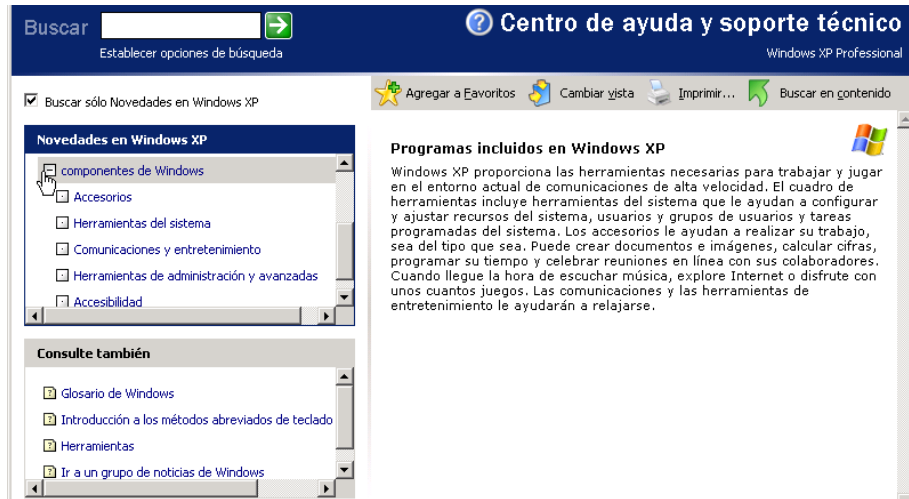 Buscar
Establecer opciones de búsqueda
Centro de ayuda y soporte técnico
Windows XP Professional
Buscar sólo Novedades en Windows XP
Agregar a Favoritos Cambiar vista Imprimir... Buscar en contenido
Novedades en Windows XP
componentes de Windows
Accesorios
Herramientas del sistema
Comunicaciones y entretenimiento
Herramientas de administración y avanzadas
Accesibilidad
Consulte también
Glosario de Windows
Introducción a los métodos abreviados de teclado
Herramientas
Ir a un grupo de noticias de Windows
Programas incluidos en Windows XP
Windows XP proporciona las herramientas necesarias para trabajar y jugar
en el entorno actual de comunicaciones de alta velocidad. El cuadro de
herramientas incluye herramientas del sistema que le ayudan a configurar
y ajustar recursos del sistema, usuarios y grupos de usuarios y tareas
programadas del sistema. Los accesorios le ayudan a realizar su trabajo,
sea del tipo que sea. Puede crear documentos e imágenes, calcular cifras,
programar su tiempo y celebrar reuniones en línea con sus colaboradores.
Cuando llegue la hora de escuchar música, explore Internet o disfrute con
unos cuantos juegos. Las comunicaciones y las herramientas de
entretenimiento le ayudarán a relajarse.